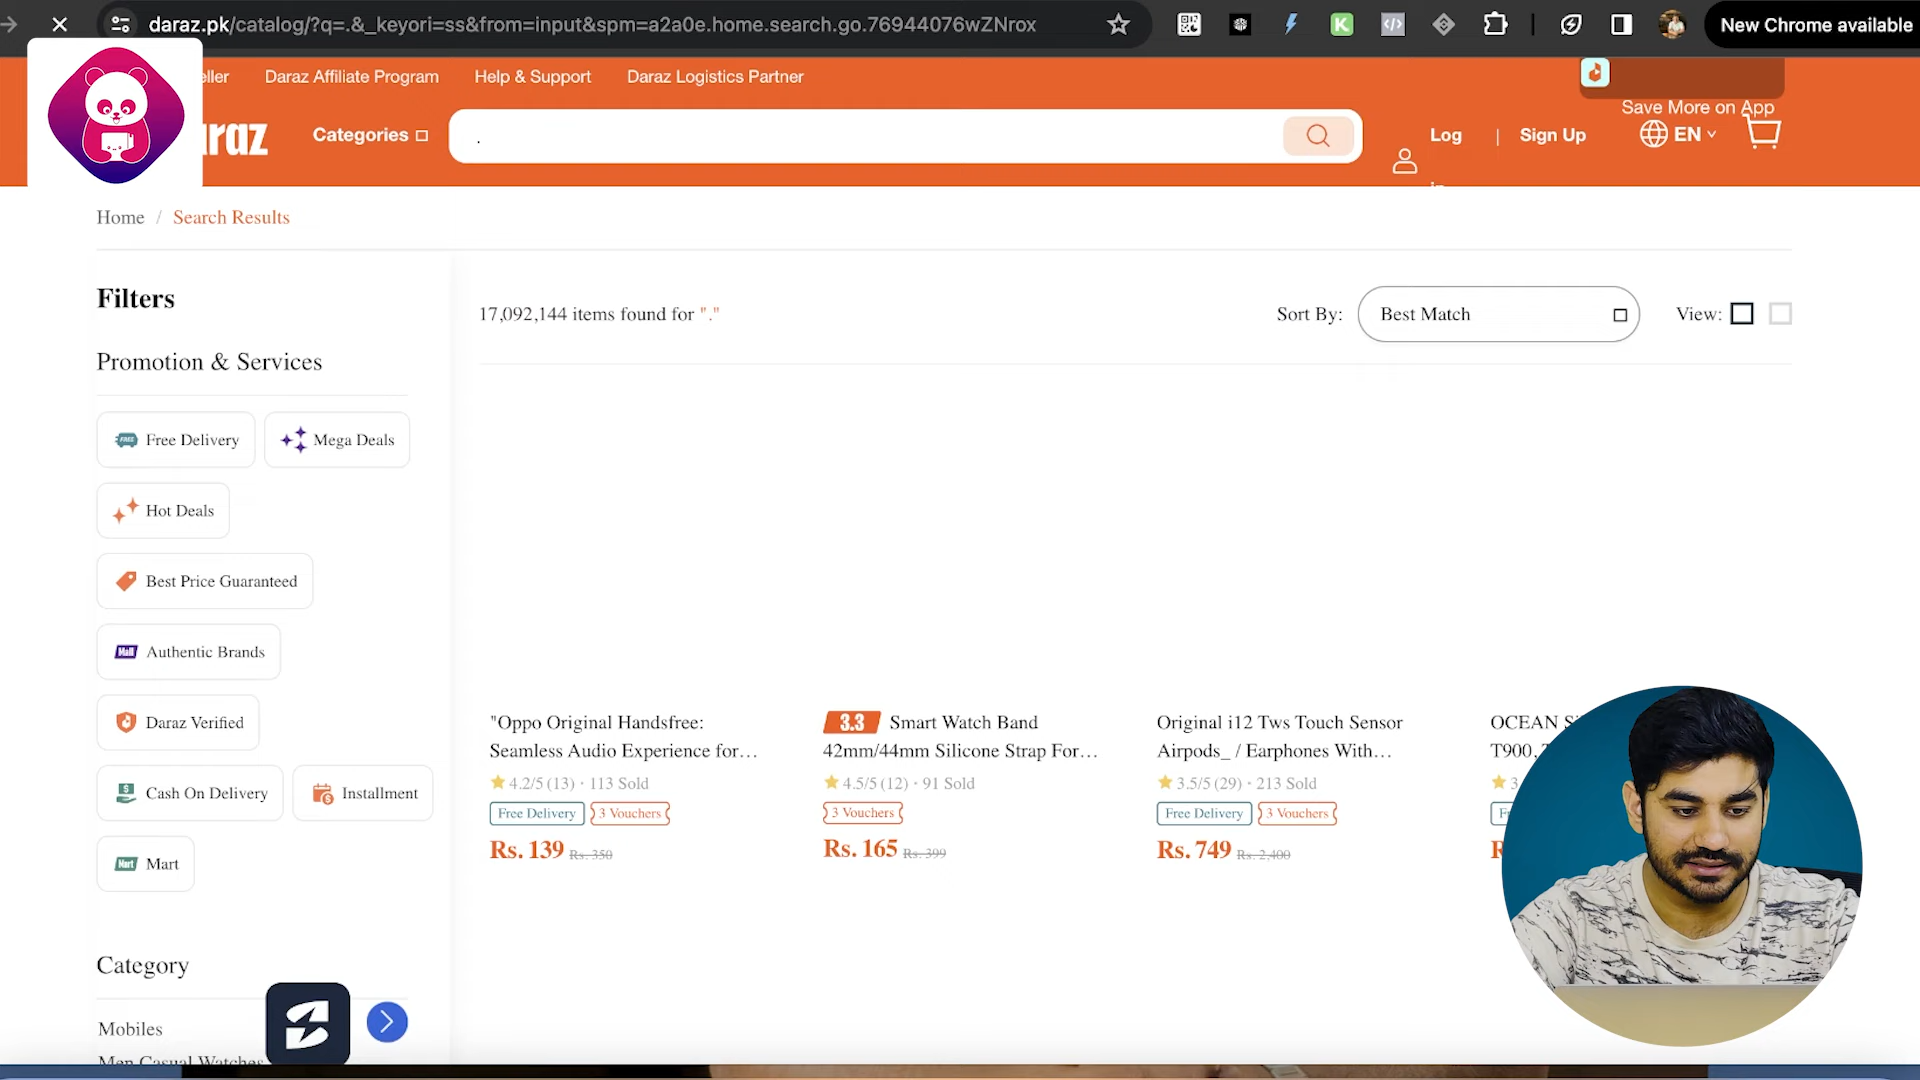 daraz.pk/catalog/?q=.&_keyori=ss&from=input&spm=a2a0e.home.search.go.76944076wZNrox
New Chrome available
Daraz Affiliate Program
Help & Support
Daraz Logistics Partner
Save More on App
Categories
.
Log
|
Sign Up
EN
Home / Search Results
Filters
17,092,144 items found for "."
Sort By:
Best Match
View:
Promotion & Services
FREE Free Delivery
Mega Deals
Hot Deals
Best Price Guaranteed
Mall Authentic Brands
Daraz Verified
Cash On Delivery
Installment
Mart Mart
Category
Mobiles
Men Casual Watches
"Oppo Original Handsfree:
Seamless Audio Experience for...
4.2/5 (13) · 113 Sold
Free Delivery
3 Vouchers
Rs. 139 Rs. 350
3.3 Smart Watch Band
42mm/44mm Silicone Strap For...
4.5/5 (12) · 91 Sold
3 Vouchers
Rs. 165 Rs. 399
Original i12 Tws Touch Sensor
Airpods_ / Earphones With...
3.5/5 (29) · 213 Sold
Free Delivery
3 Vouchers
Rs. 749 Rs. 2,400
OCEAN
T900,